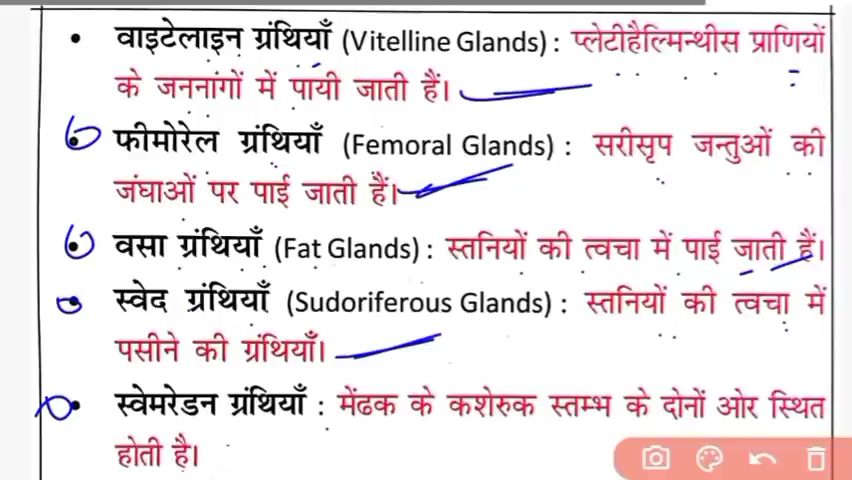 • वाइटेलाइन ग्रंथियाँ (Vitelline Glands) : प्लेटीहैल्मिन्थीस प्राणियों
के जननांगों में पायी जाती हैं।
• फीमोरेल ग्रंथियाँ (Femoral Glands) : सरीसृप जन्तुओं की
जंघाओं पर पाई जाती हैं।
• वसा ग्रंथियाँ (Fat Glands) : स्तनियों की त्वचा में पाई जाती हैं।
• स्वेद ग्रंथियाँ (Sudoriferous Glands) : स्तनियों की त्वचा में
पसीने की ग्रंथियाँ।
• स्वेमरेडन ग्रंथियाँ : मेंढक के कशेरुक स्तम्भ के दोनों ओर स्थित
होती है।